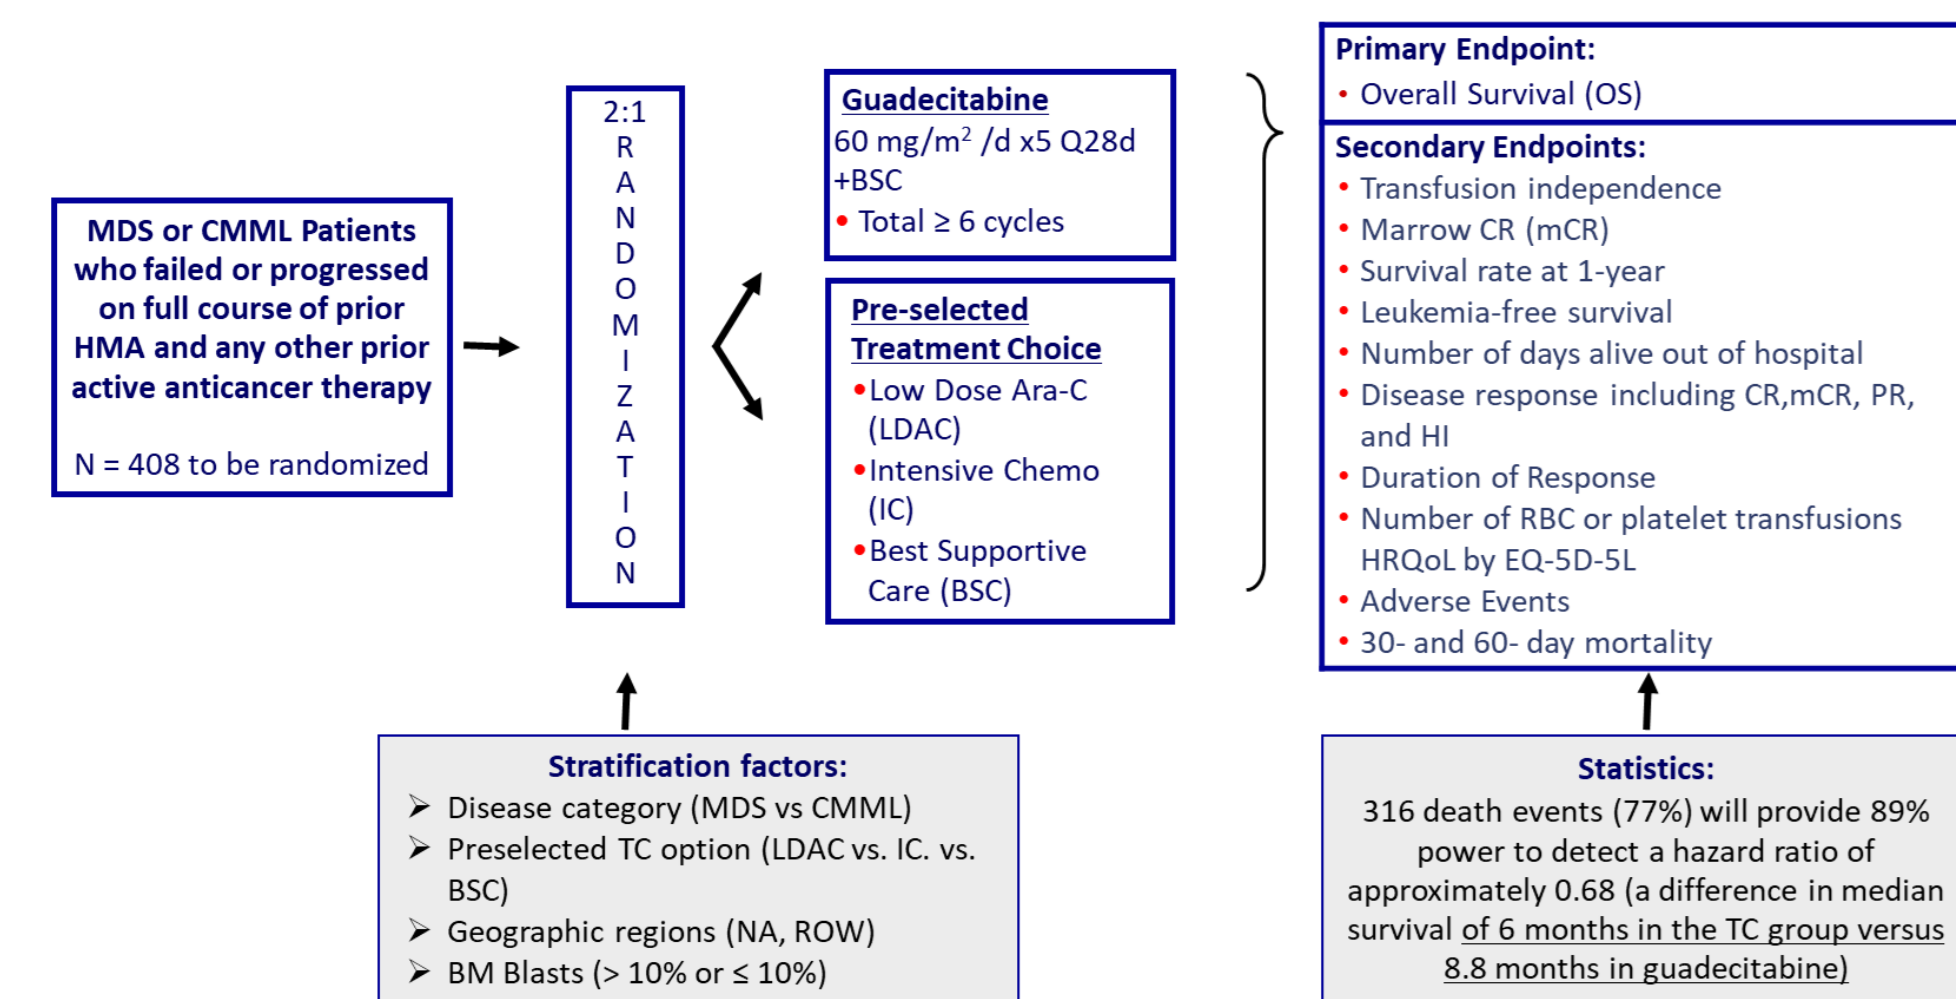 MDS or CMML Patients
who failed or progressed
on full course of prior
HMA and any other prior
active anticancer therapy
N = 408 to be randomized
2:1
R
A
N
D
O
M
I
Z
A
T
I
O
N
Guadecitabine
60 mg/m² /d x5 Q28d
+BSC
• Total ≥ 6 cycles
Pre-selected
Treatment Choice
•Low Dose Ara-C
(LDAC)
•Intensive Chemo
(IC)
•Best Supportive
Care (BSC)
Primary Endpoint:
• Overall Survival (OS)
Secondary Endpoints:
• Transfusion independence
• Marrow CR (mCR)
• Survival rate at 1-year
• Leukemia-free survival
• Number of days alive out of hospital
• Disease response including CR,mCR, PR,
and HI
• Duration of Response
• Number of RBC or platelet transfusions
HRQoL by EQ-5D-5L
• Adverse Events
• 30- and 60- day mortality
Stratification factors:
➢ Disease category (MDS vs CMML)
➢ Preselected TC option (LDAC vs. IC. vs.
BSC)
➢ Geographic regions (NA, ROW)
➢ BM Blasts (> 10% or ≤ 10%)
Statistics:
316 death events (77%) will provide 89%
power to detect a hazard ratio of
approximately 0.68 (a difference in median
survival of 6 months in the TC group versus
8.8 months in guadecitabine)